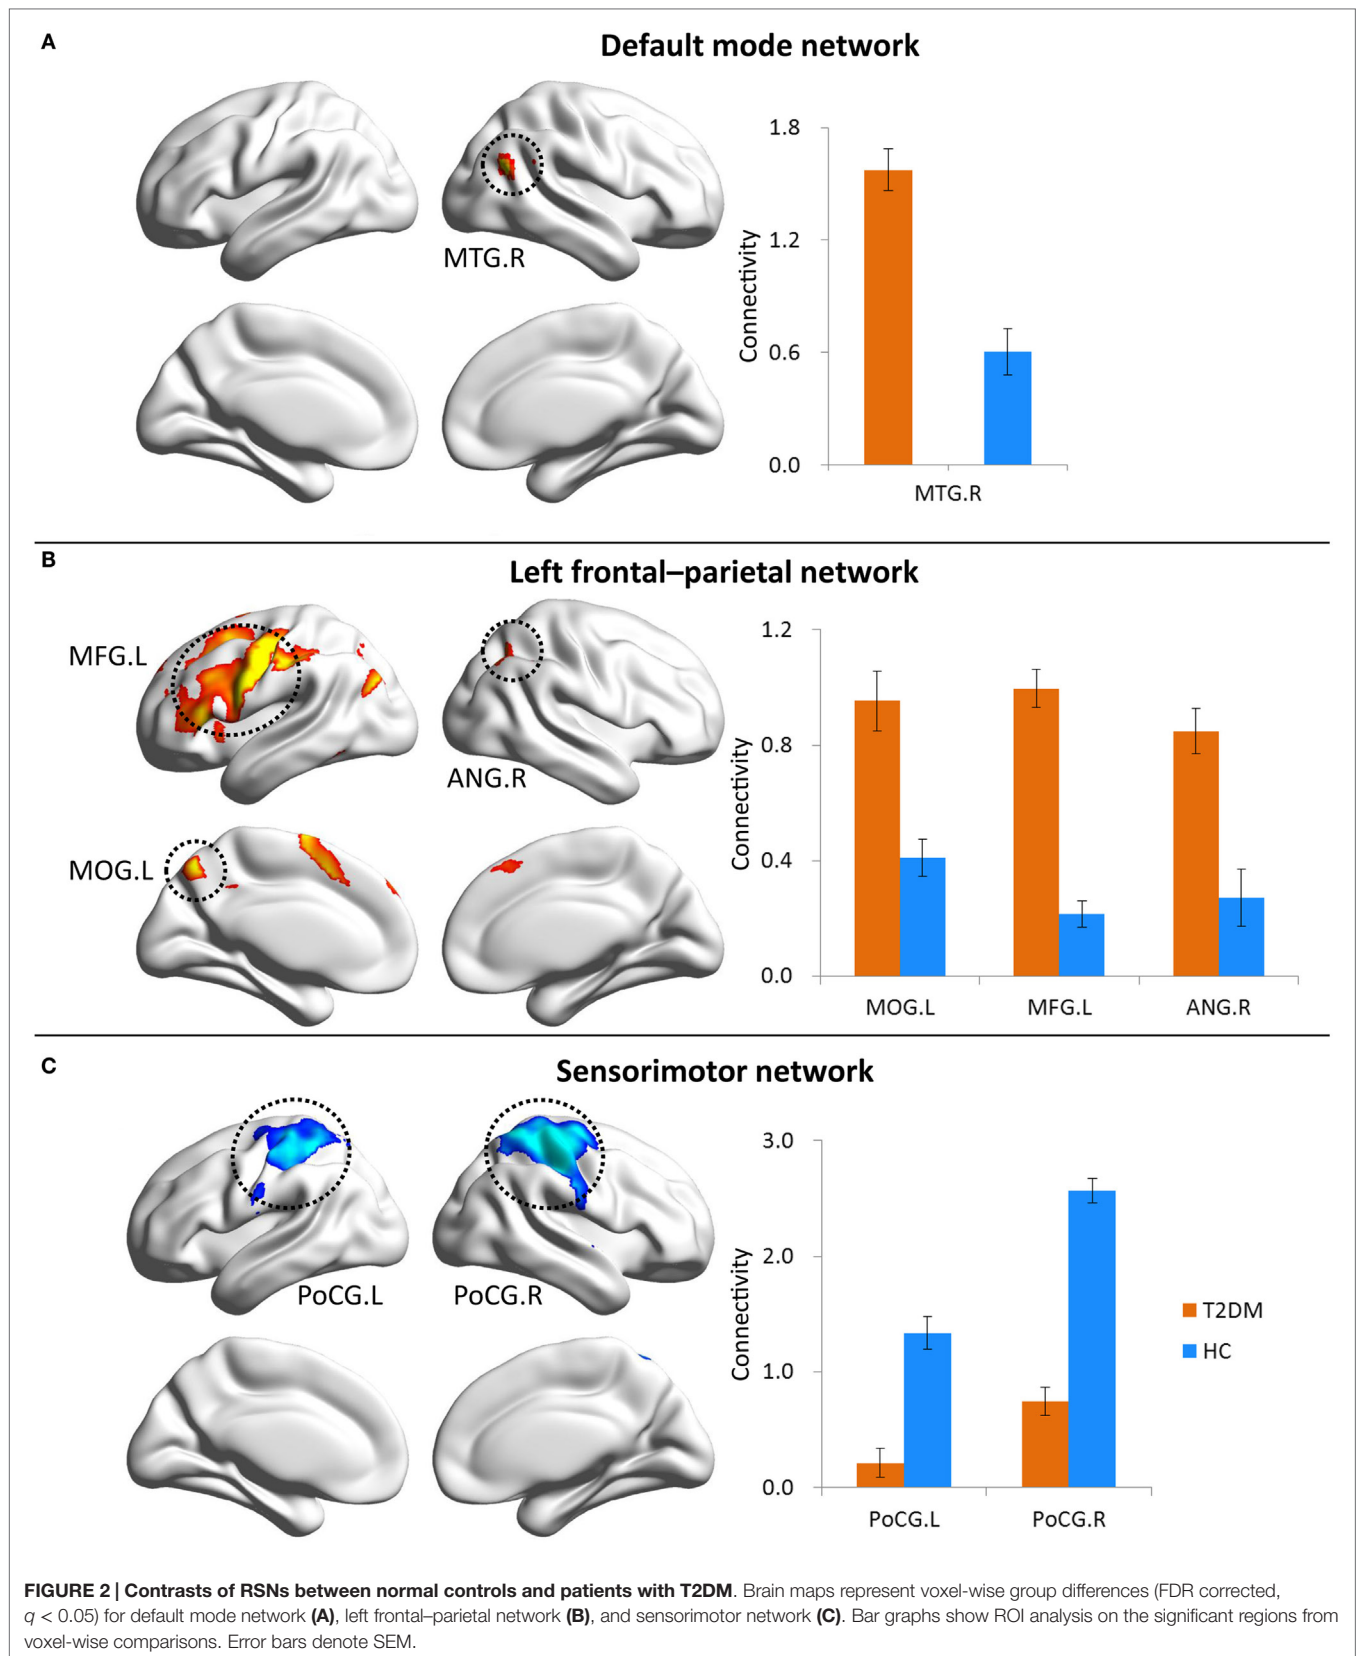 A
Default mode network
MTG.R
Connectivity
1.8
1.2
0.6
0.0
MTG.R
B
Left frontal–parietal network
MFG.L
ANG.R
MOG.L
Connectivity
1.2
0.8
0.4
0.0
MOG.L MFG.L ANG.R
C
Sensorimotor network
PoCG.L PoCG.R
Connectivity
3.0
2.0
1.0
0.0
PoCG.L PoCG.R
T2DM
HC
FIGURE 2 | Contrasts of RSNs between normal controls and patients with T2DM. Brain maps represent voxel-wise group differences (FDR corrected,
q < 0.05) for default mode network (A), left frontal–parietal network (B), and sensorimotor network (C). Bar graphs show ROI analysis on the significant regions from
voxel-wise comparisons. Error bars denote SEM.